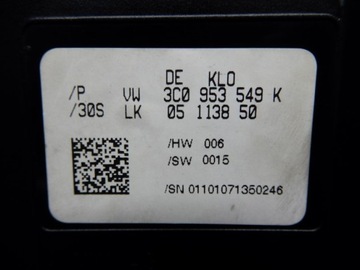 DE KLO
/P VW 3C0 953 549 K
/30S LK 05 1138 50
/HW 006
/SW 0015
/SN 01101071350246